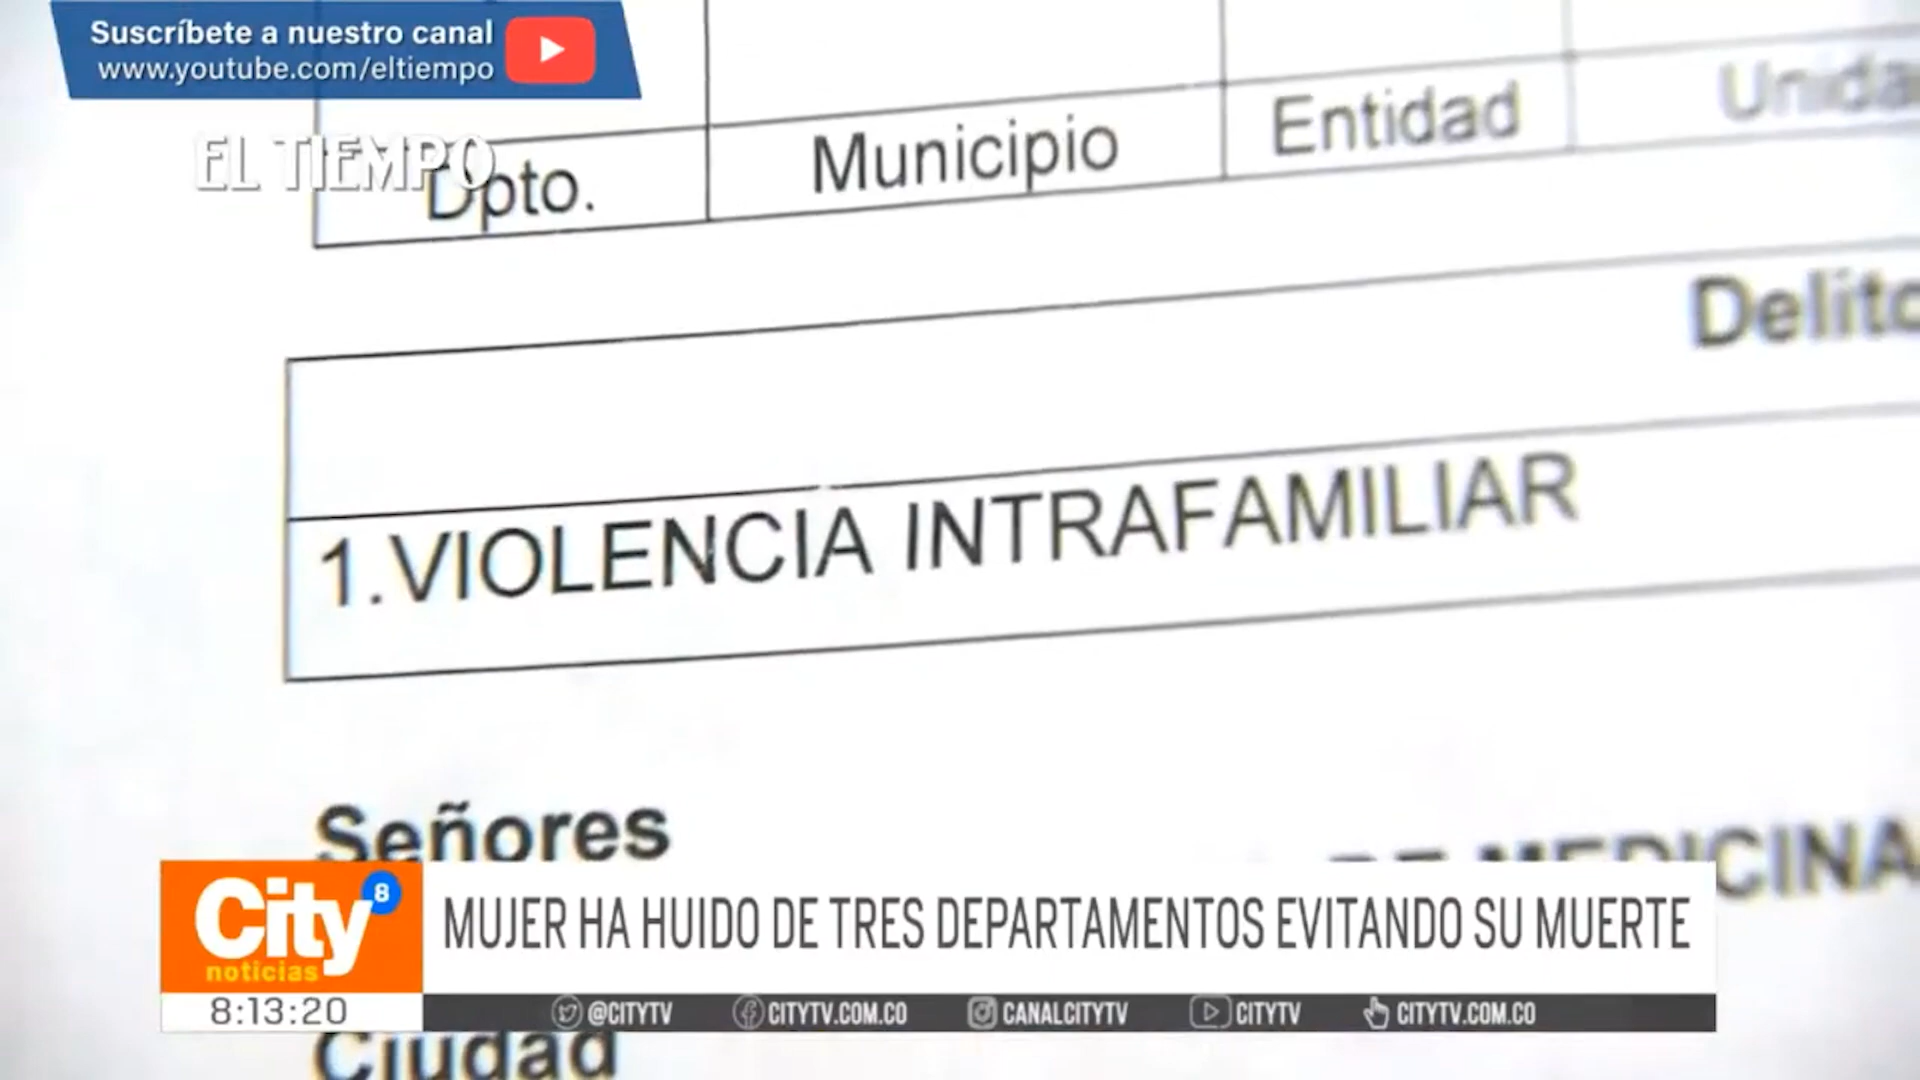 Suscríbete a nuestro canal
www.youtube.com/eltiempo
EL TIEMPO
Dpto. Municipio Entidad
Delito
1.VIOLENCIA INTRAFAMILIAR
Señores
DE MEDICINA
City 8
noticias
MUJER HA HUIDO DE TRES DEPARTAMENTOS EVITANDO SU MUERTE
8:13:20
@CITYTV CITYTV.COM.CO CANALCITYTV CITYTV CITYTV.COM.CO
Ciudad